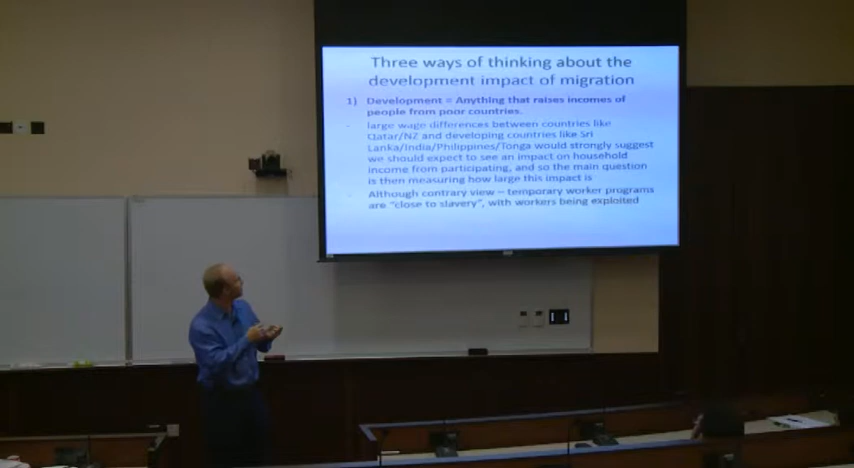 Three ways of thinking about the
development impact of migration
1) Development = Anything that raises incomes of
people from poor countries.
- large wage differences between countries like
Qatar/NZ and developing countries like Sri
Lanka/India/Philippines/Tonga would strongly suggest
we should expect to see an impact on household
income from participating, and so the main question
is then measuring how large this impact is
- Although contrary view – temporary worker programs
are "close to slavery", with workers being exploited